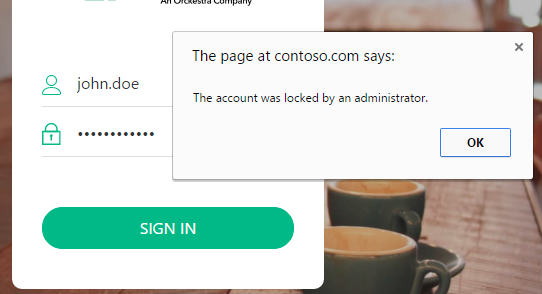 An Orckestra Company
The page at contoso.com says:
john.doe
The account was locked by an administrator.
OK
SIGN IN